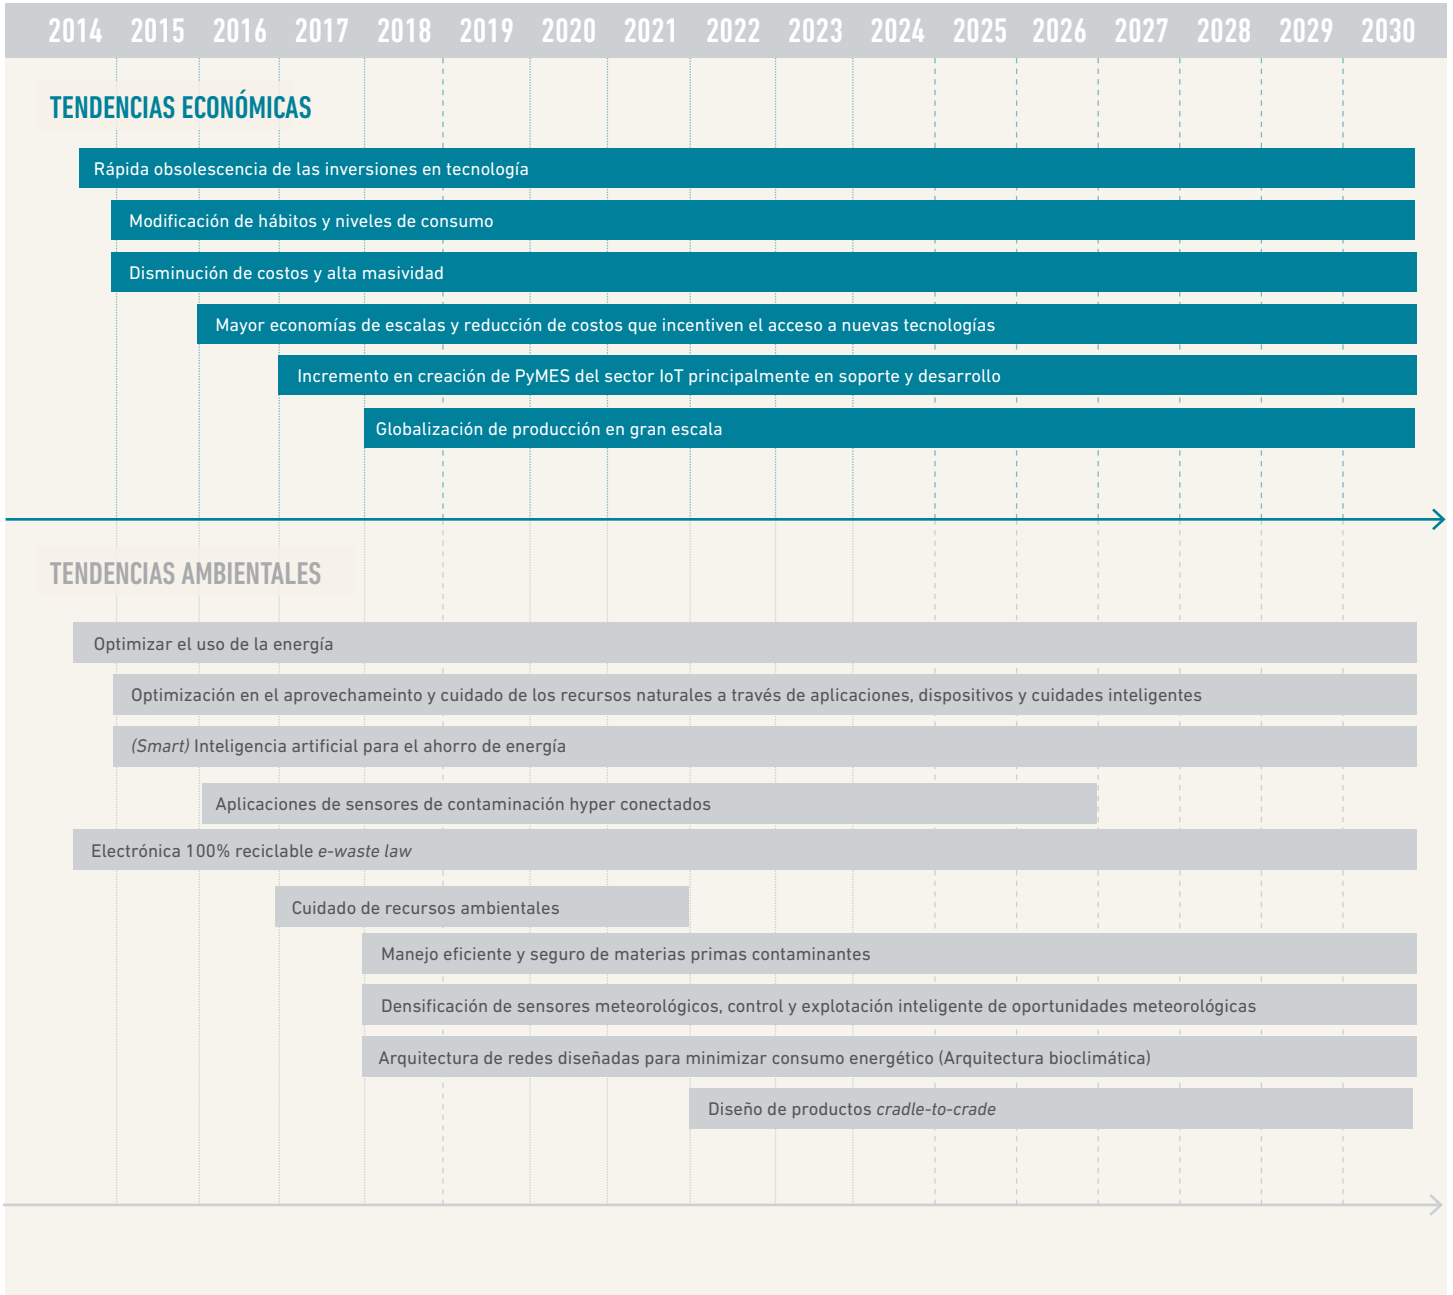 2014 2015 2016 2017 2018 2019 2020 2021 2022 2023 2024 2025 2026 2027 2028 2029 2030
TENDENCIAS ECONÓMICAS
Rápida obsolescencia de las inversiones en tecnología
Modificación de hábitos y niveles de consumo
Disminución de costos y alta masividad
Mayor economías de escalas y reducción de costos que incentiven el acceso a nuevas tecnologías
Incremento en creación de PyMES del sector IoT principalmente en soporte y desarrollo
Globalización de producción en gran escala
TENDENCIAS AMBIENTALES
Optimizar el uso de la energía
Optimización en el aprovechameinto y cuidado de los recursos naturales a través de aplicaciones, dispositivos y cuidades inteligentes
(Smart) Inteligencia artificial para el ahorro de energía
Aplicaciones de sensores de contaminación hyper conectados
Electrónica 100% reciclable e-waste law
Cuidado de recursos ambientales
Manejo eficiente y seguro de materias primas contaminantes
Densificación de sensores meteorológicos, control y explotación inteligente de oportunidades meteorológicas
Arquitectura de redes diseñadas para minimizar consumo energético (Arquitectura bioclimática)
Diseño de productos cradle-to-crade